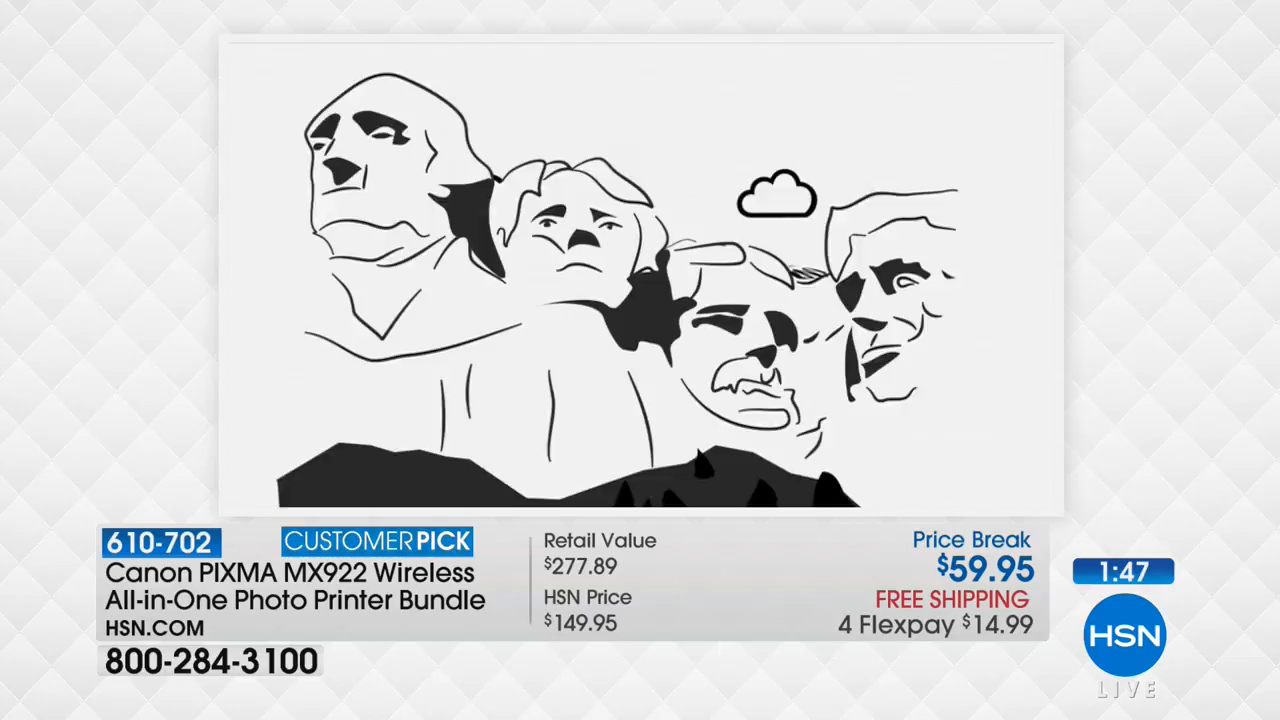 610-702
CUSTOMER PICK
Canon PIXMA MX922 Wireless
All-in-One Photo Printer Bundle
HSN.COM
800-284-3100
Retail Value
$277.89
HSN Price
$149.95
Price Break
$59.95
FREE SHIPPING
4 Flexpay $14.99
1:47
HSN
LIVE